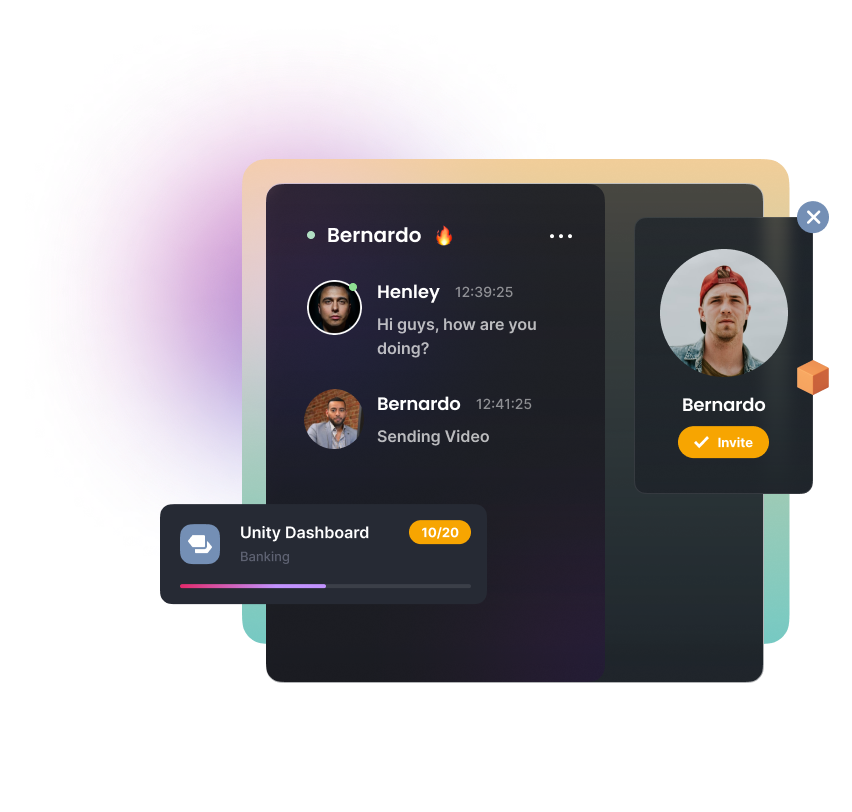 Bernardo 🔥
Henley 12:39:25
Hi guys, how are you
doing?
Bernardo 12:41:25
Sending Video
Bernardo
Invite
Unity Dashboard 10/20
Banking